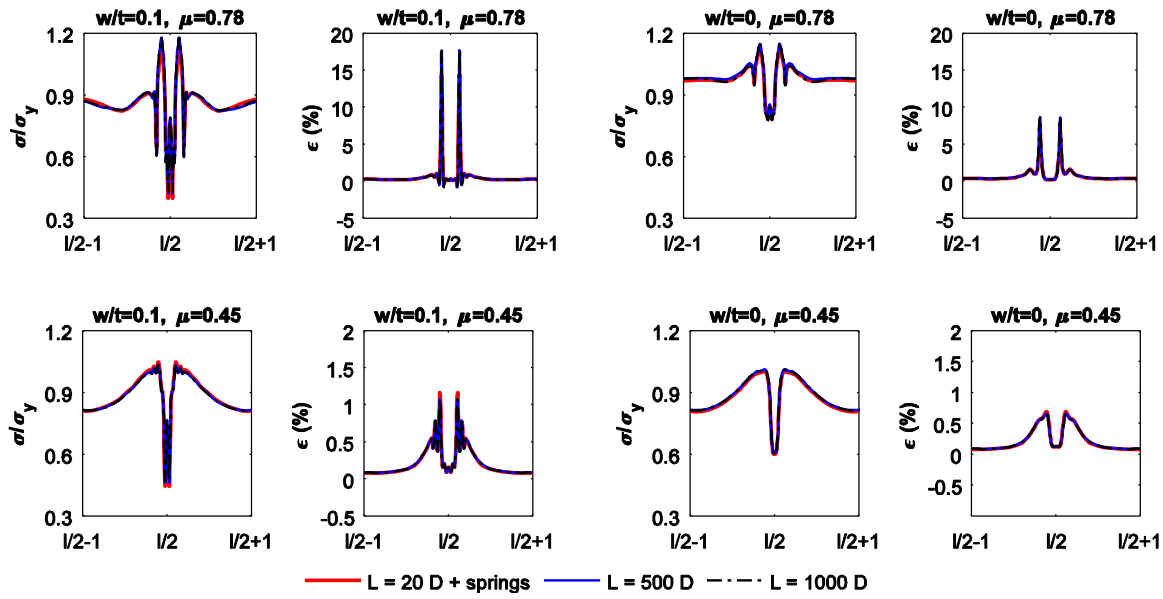 w/t=0.1, μ=0.78
w/t=0.1, μ=0.78
w/t=0, μ=0.78
w/t=0, μ=0.78
1.2
0.9
0.6
0.3
σ/σy
l/2-1 l/2 l/2+1
20
15
10
5
0
-5
ϵ (%)
l/2-1 l/2 l/2+1
1.2
0.9
0.6
0.3
σ/σy
l/2-1 l/2 l/2+1
20
15
10
5
0
-5
ϵ (%)
l/2-1 l/2 l/2+1
w/t=0.1, μ=0.45
w/t=0.1, μ=0.45
w/t=0, μ=0.45
w/t=0, μ=0.45
1.2
0.9
0.6
0.3
σ/σy
l/2-1 l/2 l/2+1
2
1.5
1
0.5
0
-0.5
ϵ (%)
l/2-1 l/2 l/2+1
1.2
0.9
0.6
0.3
σ/σy
l/2-1 l/2 l/2+1
2
1.5
1
0.5
0
-0.5
ϵ (%)
l/2-1 l/2 l/2+1
L = 20 D + springs L = 500 D L = 1000 D